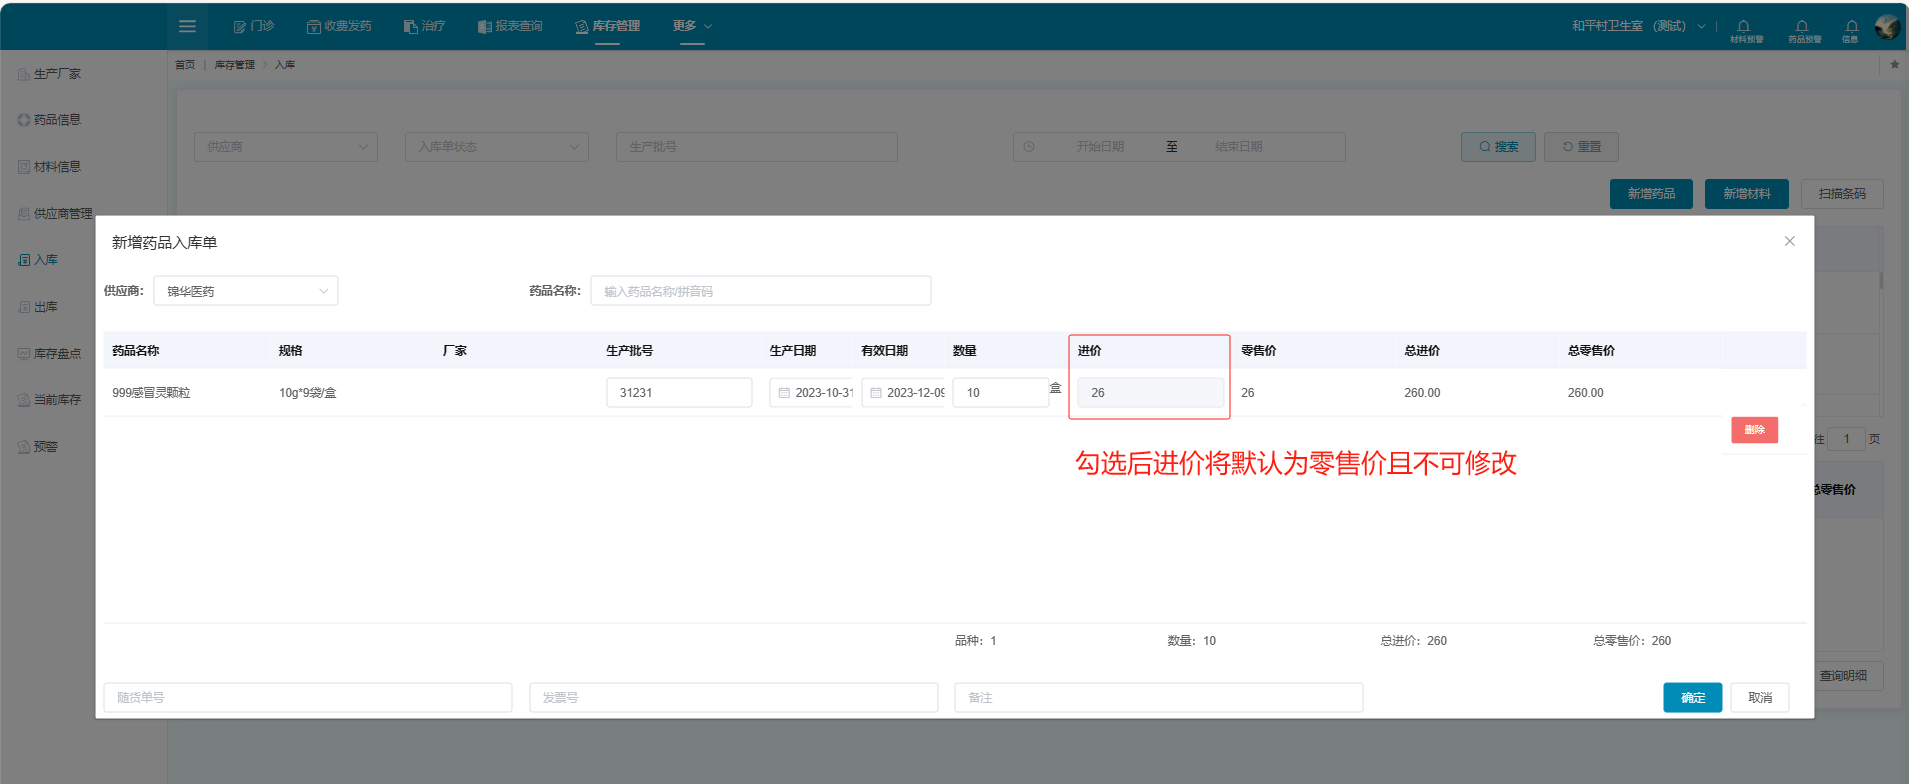 门诊 收费发药 治疗 报表查询 库存管理 更多 和平村卫生室 (测试) 材料预警 药品预警 信息
首页 | 库存管理 > 入库
生产厂家
药品信息
材料信息
供应商管理
入库
出库
库存盘点
当前库存
预警
供应商 入库单状态 生产批号 开始日期 至 结束日期 搜索 重置
新增药品 新增材料 扫描条码
新增药品入库单
供应商: 锦华医药 药品名称: 输入药品名称/拼音码
药品名称 规格 厂家 生产批号 生产日期 有效日期 数量 进价 零售价 总进价 总零售价
999感冒灵颗粒 10g*9袋/盒 31231 2023-10-31 2023-12-09 10 盒 26 26 260.00 260.00
删除
往 1 页
勾选后进价将默认为零售价且不可修改
总零售价
品种: 1 数量: 10 总进价: 260 总零售价: 260
查询明细
随货单号 发票号 备注 确定 取消